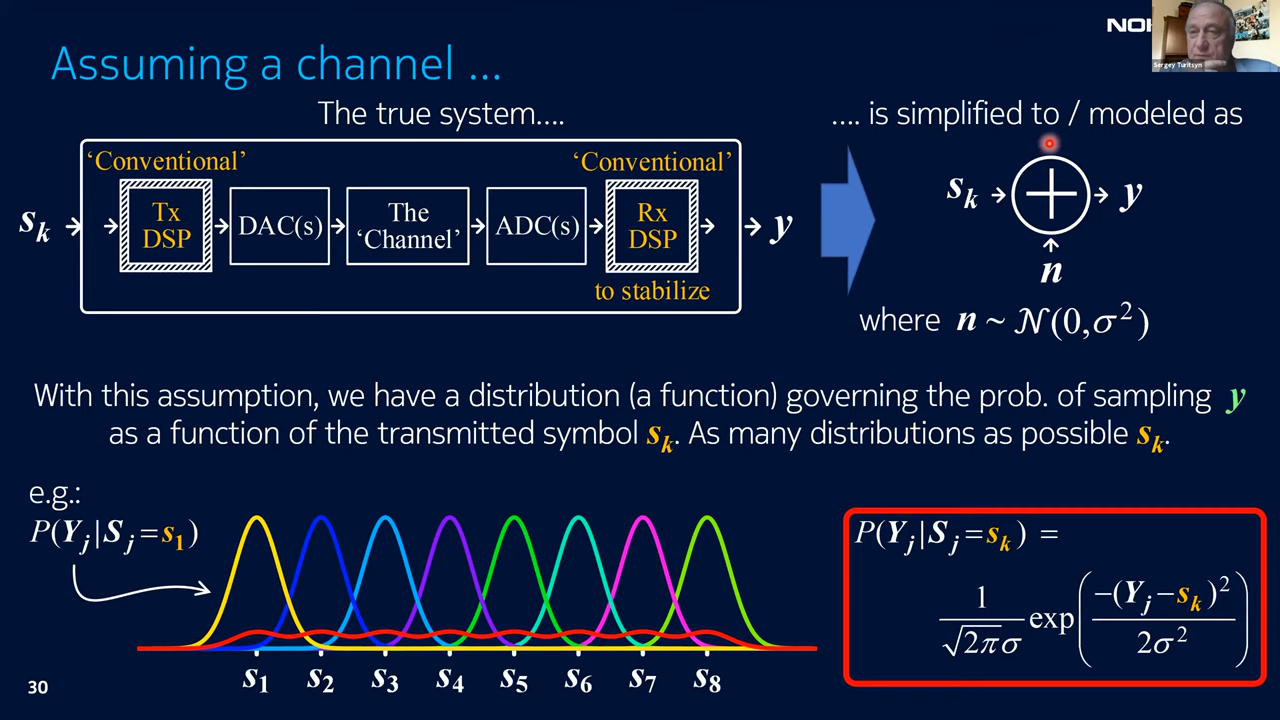 NO
Sergey Turitsyn
Assuming a channel ...
The true system....
.... is simplified to / modeled as
‘Conventional’
‘Conventional’
s_k
Tx
DSP
DAC(s)
The
‘Channel’
ADC(s)
Rx
DSP
y
to stabilize
s_k
+
y
n
where n ~ 𝒩(0,σ²)
With this assumption, we have a distribution (a function) governing the prob. of sampling y
as a function of the transmitted symbol s_k. As many distributions as possible s_k.
e.g.:
P(Y_j|S_j=s_1)
P(Y_j|S_j=s_k) =
1/(√2πσ) exp(−(Y_j−s_k)²/2σ²)
s_1 s_2 s_3 s_4 s_5 s_6 s_7 s_8
30